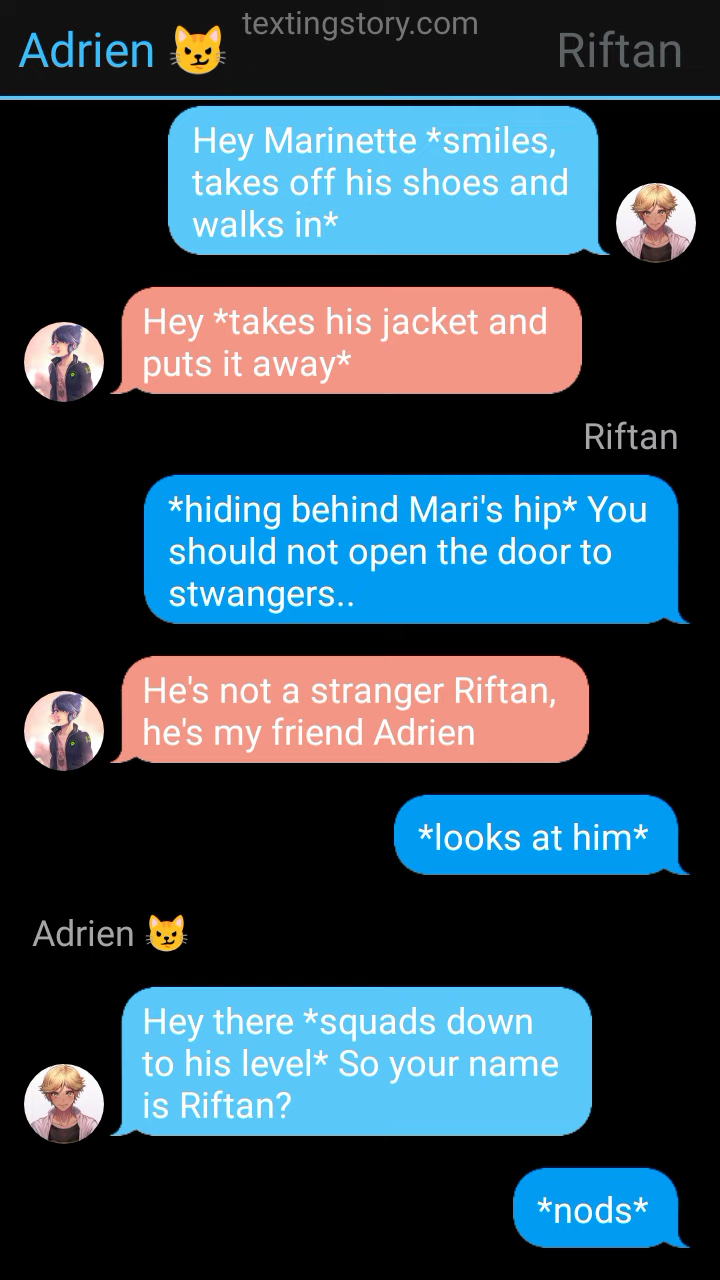 textingstory.com
Adrien 😼
Riftan
Hey Marinette *smiles,
takes off his shoes and
walks in*
Hey *takes his jacket and
puts it away*
Riftan
*hiding behind Mari's hip* You
should not open the door to
stwangers..
He's not a stranger Riftan,
he's my friend Adrien
*looks at him*
Adrien 😼
Hey there *squads down
to his level* So your name
is Riftan?
*nods*